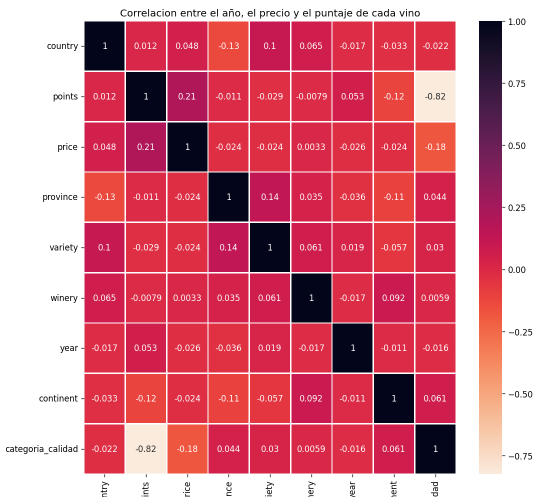 Correlacion entre el año, el precio y el puntaje de cada vino
country 1 0.012 0.048 -0.13 0.1 0.065 -0.017 -0.033 -0.022
points 0.012 1 0.21 -0.011 -0.029 -0.0079 0.053 -0.12 -0.82
price 0.048 0.21 1 -0.024 -0.024 0.0033 -0.026 -0.024 -0.18
province -0.13 -0.011 -0.024 1 0.14 0.035 -0.036 -0.11 0.044
variety 0.1 -0.029 -0.024 0.14 1 0.061 0.019 -0.057 0.03
winery 0.065 -0.0079 0.0033 0.035 0.061 1 -0.017 0.092 0.0059
year -0.017 0.053 -0.026 -0.036 0.019 -0.017 1 -0.011 -0.016
continent -0.033 -0.12 -0.024 -0.11 -0.057 0.092 -0.011 1 0.061
categoria_calidad -0.022 -0.82 -0.18 0.044 0.03 0.0059 -0.016 0.061 1
ntry ints rice nce iety nery year ent dad
1.00
0.75
0.50
0.25
0.00
−0.25
−0.50
−0.75